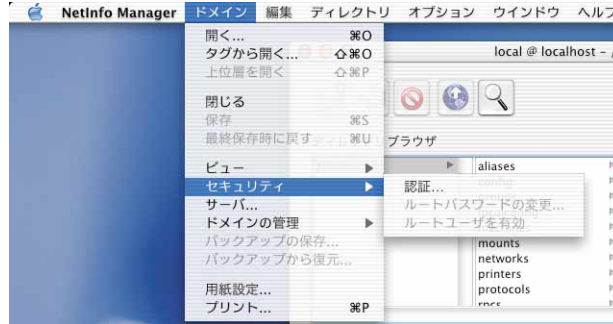 NetInfo Manager ドメイン 編集 ディレクトリ オプション ウインドウ ヘルプ
local @ localhost - /
開く... ⌘O
タグから開く... ⇧⌘O
上位層を開く ⇧⌘P
閉じる
保存 ⌘S
最終保存時に戻す ⌘U
ブラウザ
ビュー ▶
セキュリティ ▶
サーバ...
ドメインの管理 ▶
バックアップの保存...
バックアップから復元...
用紙設定...
プリント... ⌘P
認証...
ルートパスワードの変更...
ルートユーザを有効
aliases
config
mounts
networks
printers
protocols
rpcs